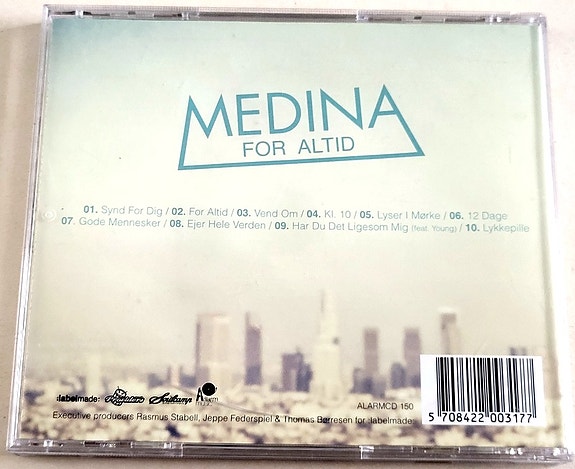 MEDINA
FOR ALTID
01. Synd For Dig / 02. For Altid / 03. Vend Om / 04. Kl. 10 / 05. Lyser I Mørke / 06. 12 Dage
07. Gode Mennesker / 08. Ejer Hele Verden / 09. Har Du Det Ligesom Mig (feat. Young) / 10. Lykkepille
:labelmade:
ALARMCD 150
Executive producers Rasmus Stabell, Jeppe Federspiel & Thomas Børresen for :labelmade:
5 708422 003177